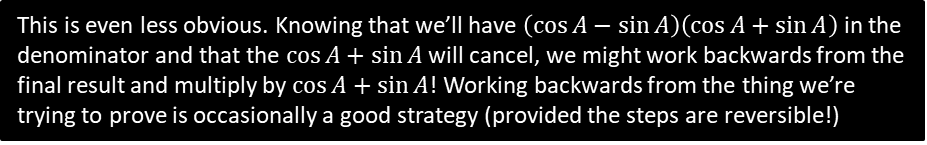 This is even less obvious. Knowing that we’ll have (cos A − sin A)(cos A + sin A) in the
denominator and that the cos A + sin A will cancel, we might work backwards from the
final result and multiply by cos A + sin A! Working backwards from the thing we’re
trying to prove is occasionally a good strategy (provided the steps are reversible!)